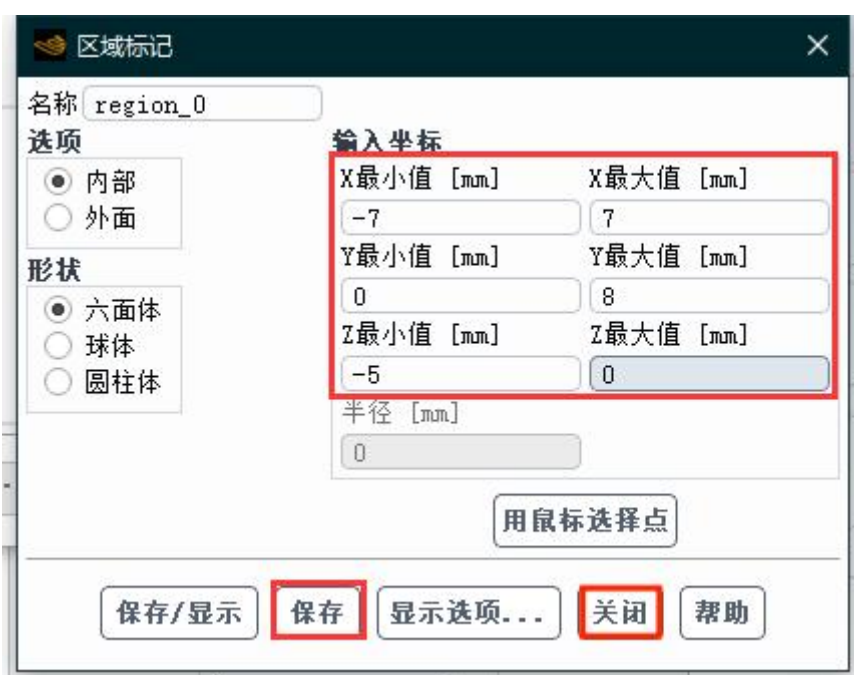 区域标记
名称 region_0
选项
内部
外面
形状
六面体
球体
圆柱体
输入坐标
X最小值 [mm] X最大值 [mm]
-7 7
Y最小值 [mm] Y最大值 [mm]
0 8
Z最小值 [mm] Z最大值 [mm]
-5 0
半径 [mm]
0
用鼠标选择点
保存/显示 保存 显示选项... 关闭 帮助